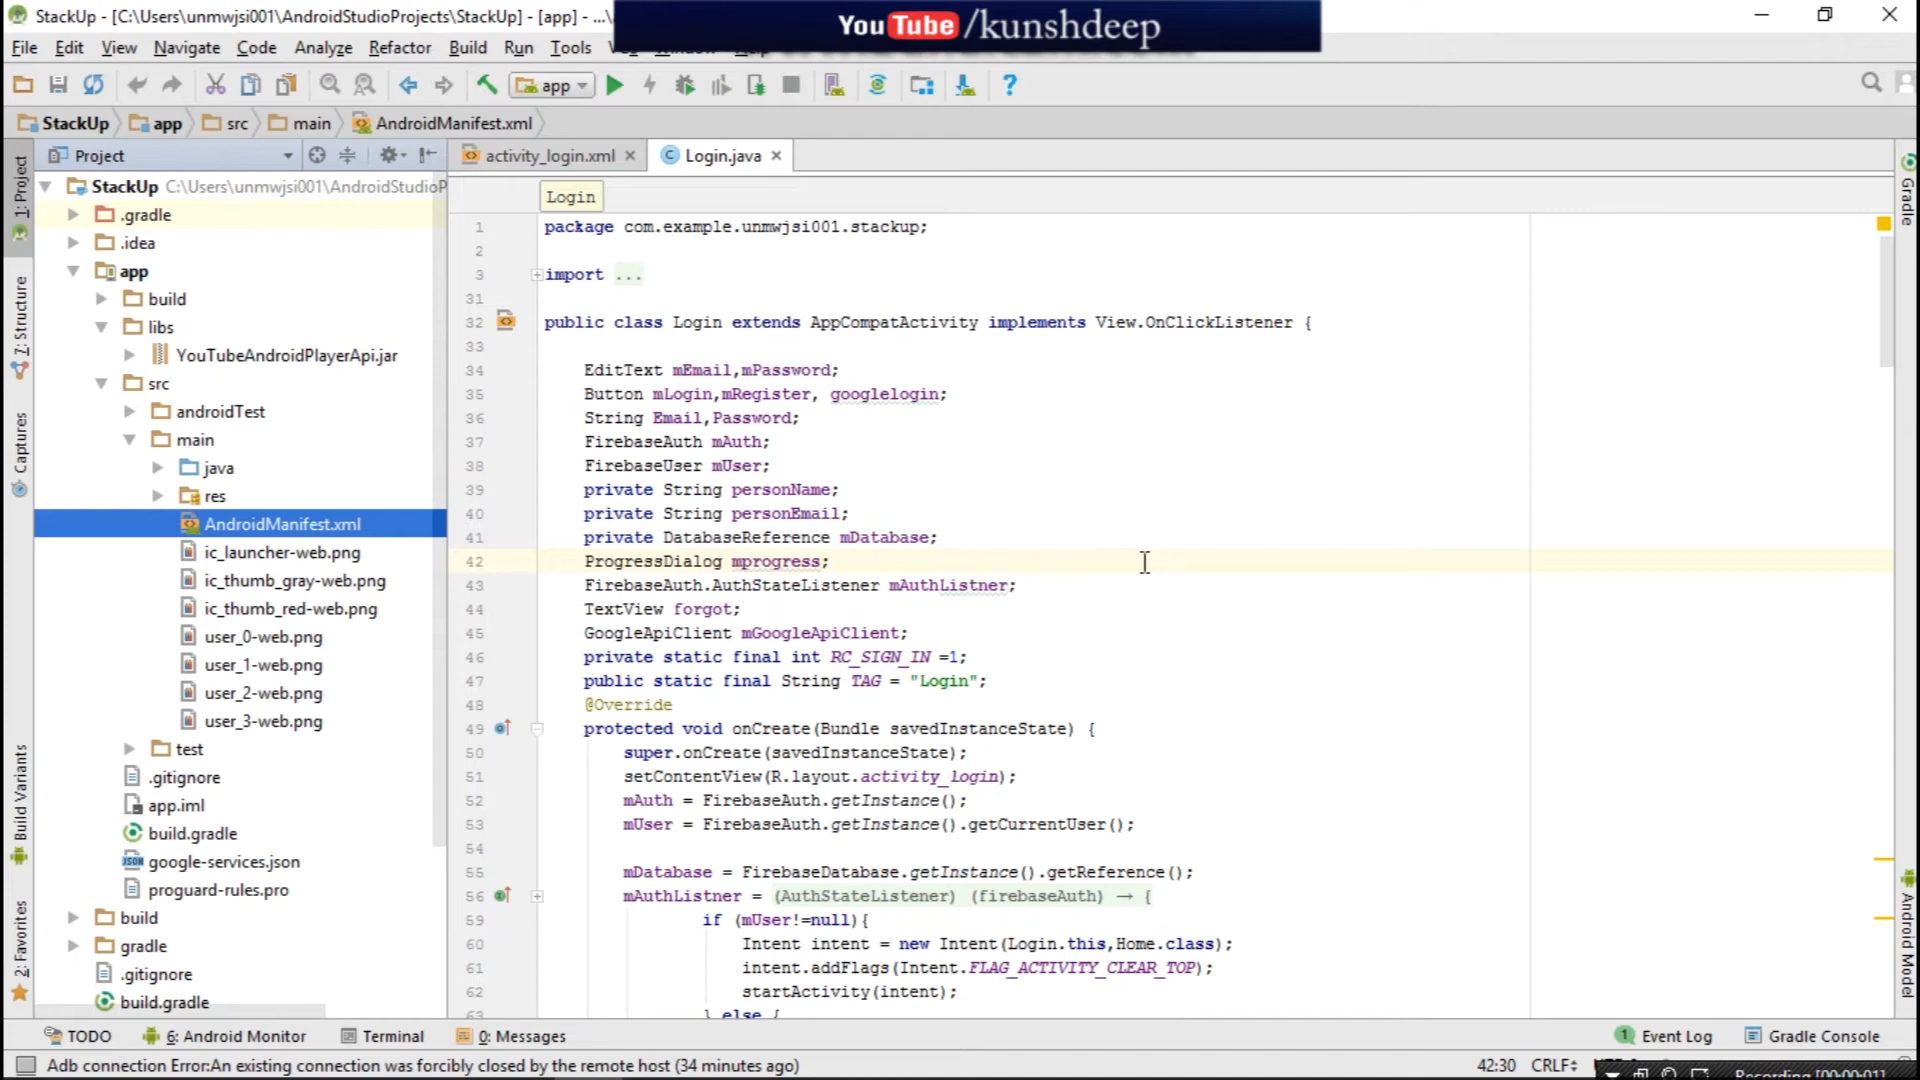 StackUp - [C:\Users\unmwjsi001\AndroidStudioProjects\StackUp] - [app] - ...\
YouTube/kunshdeep
File Edit View Navigate Code Analyze Refactor Build Run Tools
app
StackUp app src main AndroidManifest.xml
Project
activity_login.xml
Login.java
Login
1: Project
7: Structure
Captures
Build Variants
2: Favorites
StackUp C:\Users\unmwjsi001\AndroidStudioP
.gradle
.idea
app
build
libs
YouTubeAndroidPlayerApi.jar
src
androidTest
main
java
res
AndroidManifest.xml
ic_launcher-web.png
ic_thumb_gray-web.png
ic_thumb_red-web.png
user_0-web.png
user_1-web.png
user_2-web.png
user_3-web.png
test
.gitignore
app.iml
build.gradle
google-services.json
proguard-rules.pro
build
gradle
.gitignore
build.gradle
1 package com.example.unmwjsi001.stackup;
2
3 import ...
31
32 public class Login extends AppCompatActivity implements View.OnClickListener {
33
34 EditText mEmail,mPassword;
35 Button mLogin,mRegister, googlelogin;
36 String Email,Password;
37 FirebaseAuth mAuth;
38 FirebaseUser mUser;
39 private String personName;
40 private String personEmail;
41 private DatabaseReference mDatabase;
42 ProgressDialog mprogress;
43 FirebaseAuth.AuthStateListener mAuthListner;
44 TextView forgot;
45 GoogleApiClient mGoogleApiClient;
46 private static final int RC_SIGN_IN =1;
47 public static final String TAG = "Login";
48 @Override
49 protected void onCreate(Bundle savedInstanceState) {
50 super.onCreate(savedInstanceState);
51 setContentView(R.layout.activity_login);
52 mAuth = FirebaseAuth.getInstance();
53 mUser = FirebaseAuth.getInstance().getCurrentUser();
54
55 mDatabase = FirebaseDatabase.getInstance().getReference();
56 mAuthListner = (AuthStateListener) (firebaseAuth) → {
59 if (mUser!=null){
60 Intent intent = new Intent(Login.this,Home.class);
61 intent.addFlags(Intent.FLAG_ACTIVITY_CLEAR_TOP);
62 startActivity(intent);
63 } else {
Gradle
Android Model
TODO 6: Android Monitor Terminal 0: Messages
1 Event Log Gradle Console
Adb connection Error:An existing connection was forcibly closed by the remote host (34 minutes ago)
42:30 CRLF
Recording [00:00:01]